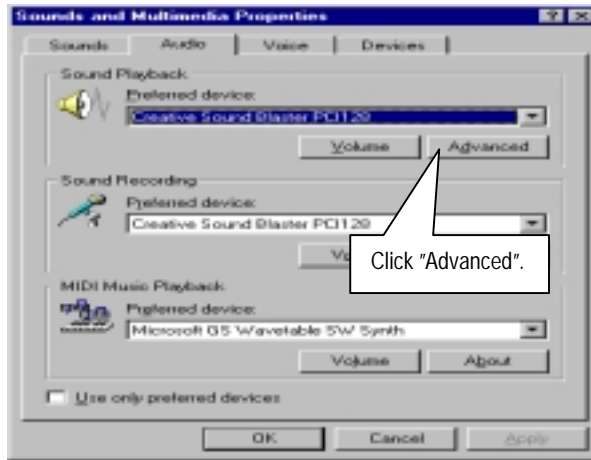 Sounds and Multimedia Properties
Sounds Audio Voice Devices
Sound Playback
Preferred device:
Creative Sound Blaster PCI128
Volume Advanced
Sound Recording
Preferred device:
Creative Sound Blaster PCI128
Click "Advanced".
MIDI Music Playback
Preferred device:
Microsoft GS Wavetable SW Synth
Volume About
Use only preferred devices
OK Cancel Apply